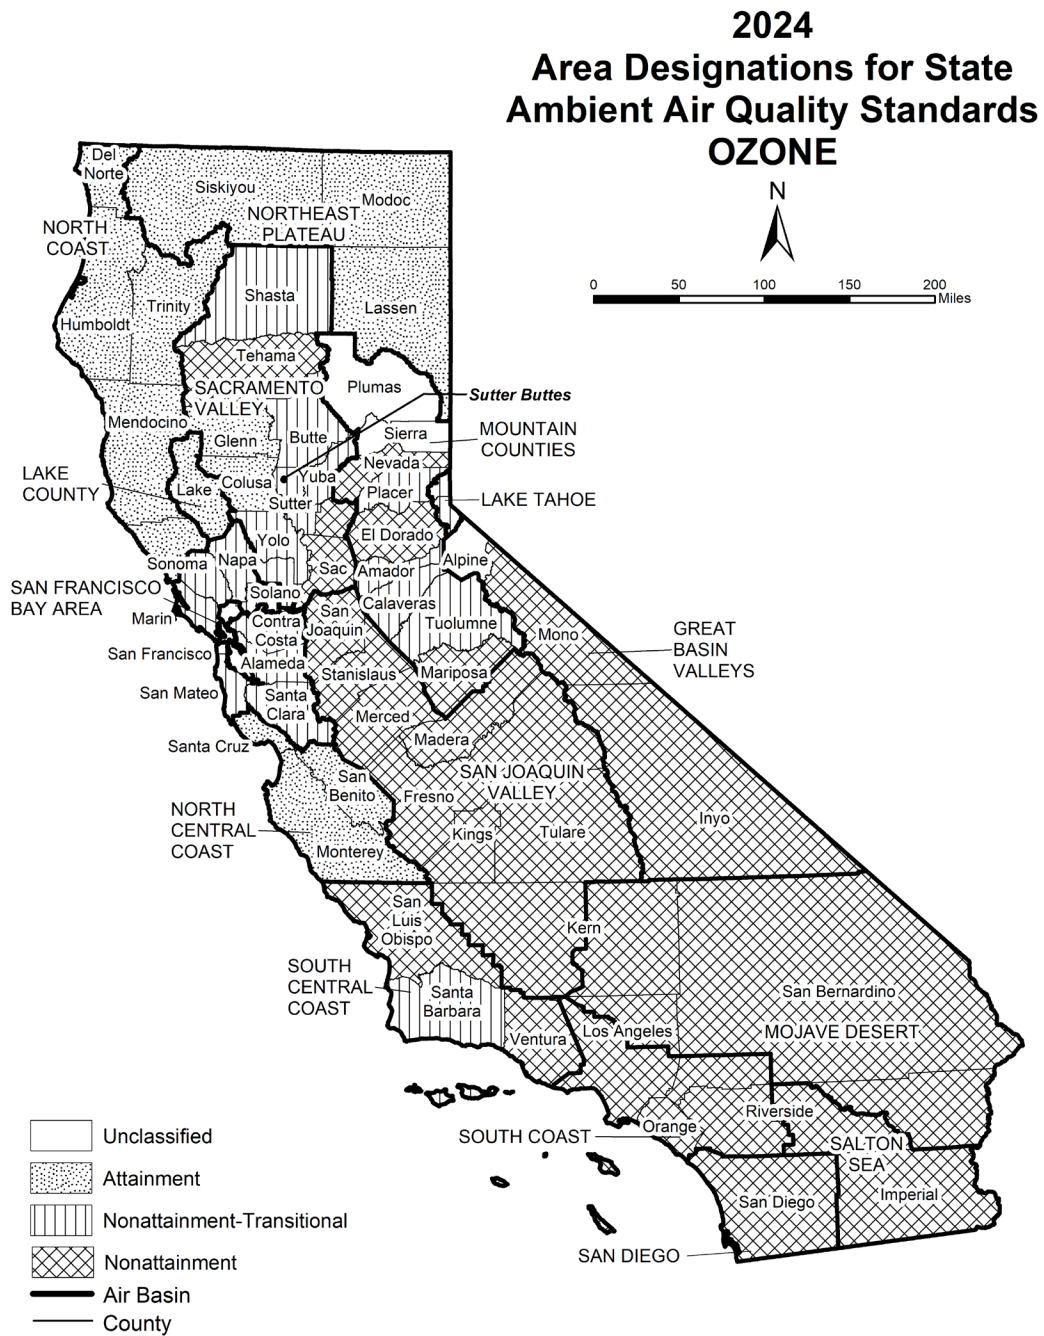 2024
Area Designations for State
Ambient Air Quality Standards
OZONE
N
0 50 100 150 200
Miles
Del
Norte
Siskiyou
Modoc
NORTH
COAST
NORTHEAST
PLATEAU
Shasta
Trinity
Lassen
Humboldt
Tehama
Plumas
SACRAMENTO
VALLEY
Sutter Buttes
Mendocino
Glenn
Butte
Sierra
MOUNTAIN
COUNTIES
Nevada
LAKE
COUNTY
Lake
Colusa
Yuba
Placer
LAKE TAHOE
Sutter
Yolo
El Dorado
Sonoma
Napa
Sac
Amador
Alpine
SAN FRANCISCO
BAY AREA
Solano
Calaveras
Marin
Contra
Costa
San
Joaquin
Tuolumne
Mono
GREAT
BASIN
VALLEYS
San Francisco
Alameda
Stanislaus
Mariposa
San Mateo
Santa
Clara
Merced
Madera
Santa Cruz
San
Benito
SAN JOAQUIN
VALLEY
Fresno
NORTH
CENTRAL
COAST
Monterey
Kings
Tulare
Inyo
San
Luis
Obispo
Kern
SOUTH
CENTRAL
COAST
Santa
Barbara
San Bernardino
Ventura
Los Angeles
MOJAVE DESERT
Orange
Riverside
SOUTH COAST
SALTON
SEA
San Diego
Imperial
SAN DIEGO
Unclassified
Attainment
Nonattainment-Transitional
Nonattainment
Air Basin
County